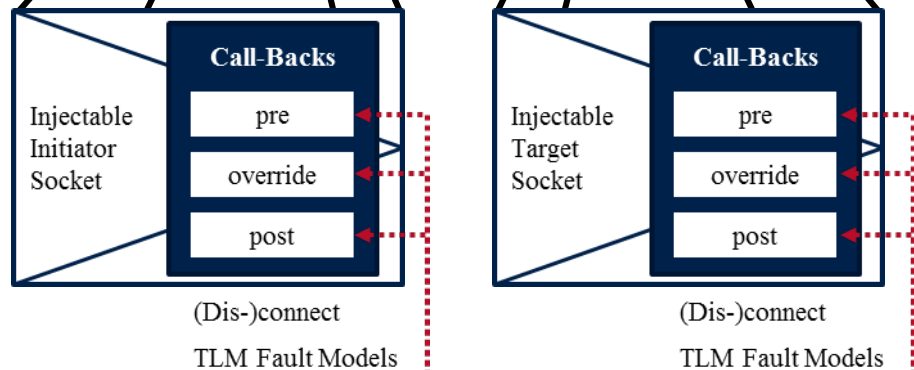 Call-Backs
Injectable
Initiator
Socket
pre
override
post
(Dis-)connect
TLM Fault Models
Call-Backs
Injectable
Target
Socket
pre
override
post
(Dis-)connect
TLM Fault Models